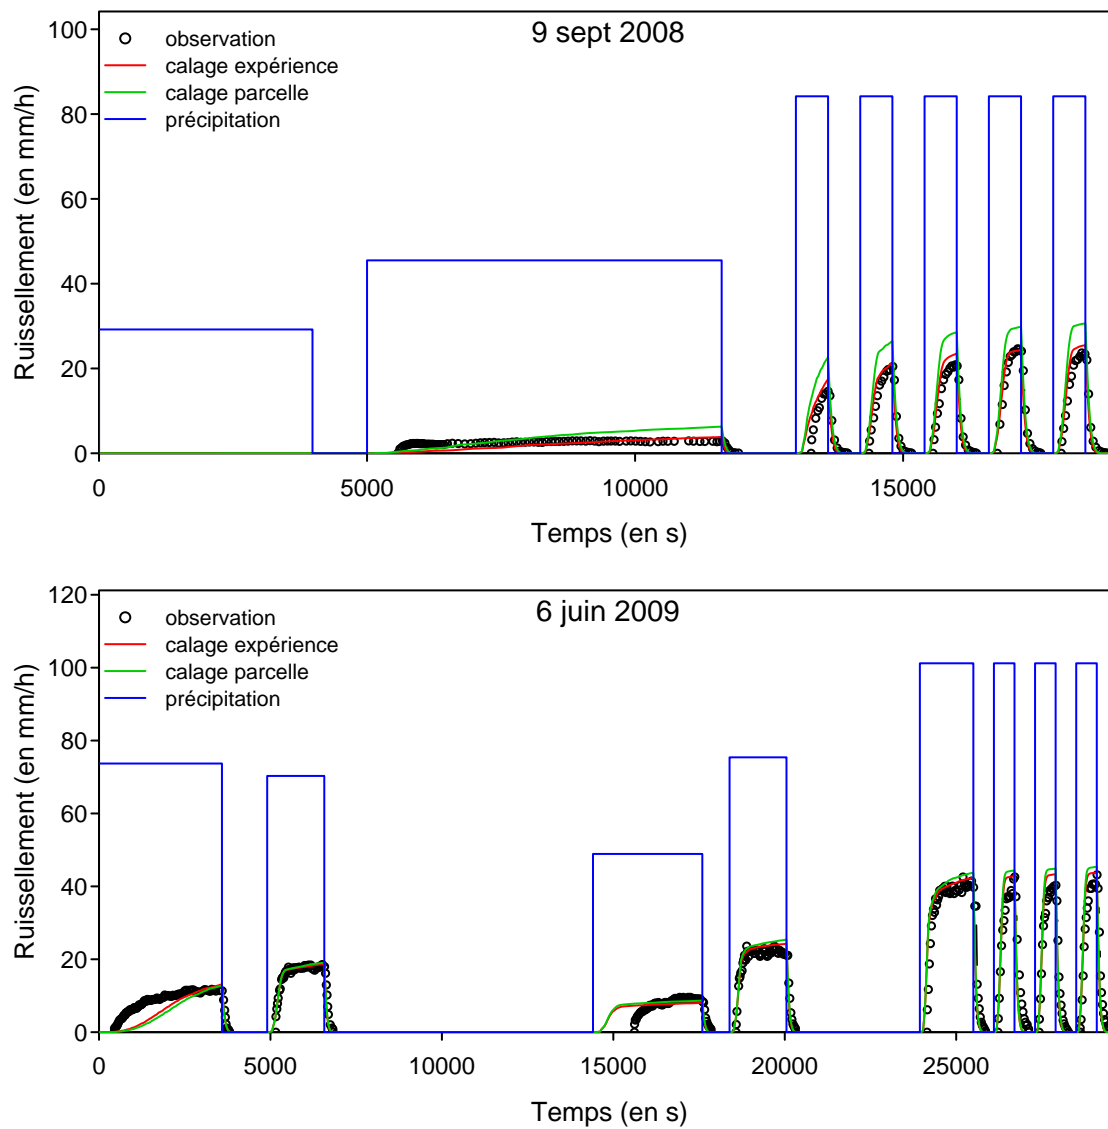 9 sept 2008
observation
calage expérience
calage parcelle
précipitation
Ruissellement (en mm/h)
100
80
60
40
20
0
0 5000 10000 15000
Temps (en s)
6 juin 2009
observation
calage expérience
calage parcelle
précipitation
Ruissellement (en mm/h)
120
100
80
60
40
20
0
0 5000 10000 15000 20000 25000
Temps (en s)